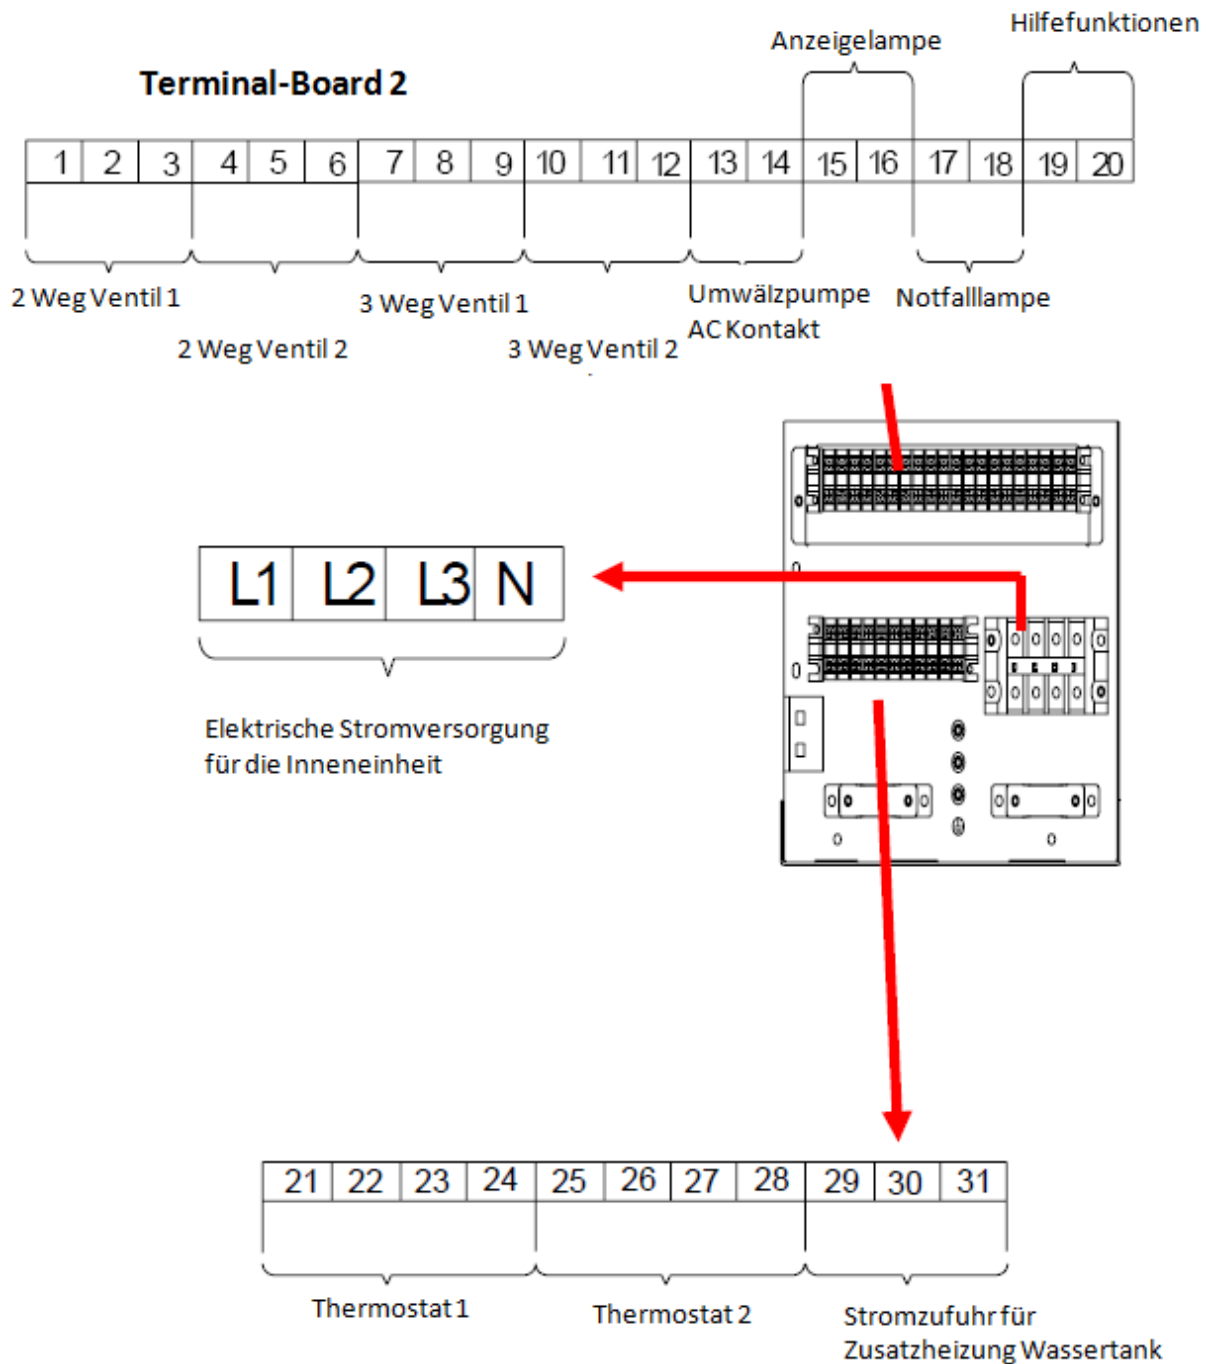 Hilfefunktionen
Anzeigelampe
Terminal-Board 2
1 2 3 4 5 6 7 8 9 10 11 12 13 14 15 16 17 18 19 20
2 Weg Ventil 1
2 Weg Ventil 2
3 Weg Ventil 1
3 Weg Ventil 2
Umwälzpumpe
AC Kontakt
Notfalllampe
L1 L2 L3 N
Elektrische Stromversorgung
für die Inneneinheit
21 22 23 24 25 26 27 28 29 30 31
Thermostat 1
Thermostat 2
Stromzufuhr für
Zusatzheizung Wassertank